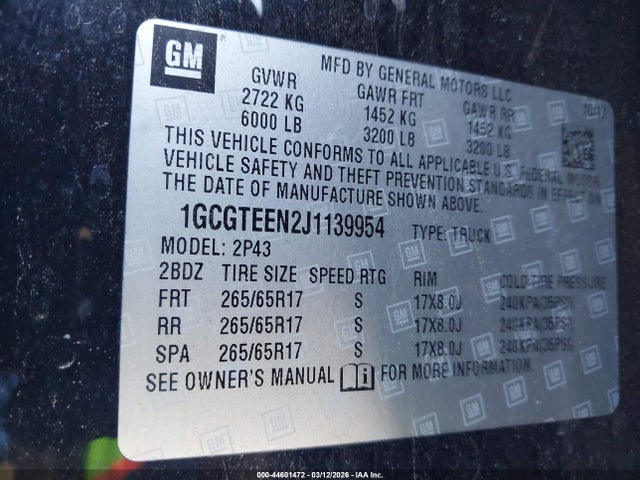 GM
MFD BY GENERAL MOTORS LLC
GVWR GAWR FRT GAWR RR 10/17
2722 KG 1452 KG 1452 KG
6000 LB 3200 LB 3200 LB
THIS VEHICLE CONFORMS TO ALL APPLICABLE U.S. FEDERAL MOTOR
VEHICLE SAFETY AND THEFT PREVENTION STANDARDS IN EFFECT ON
THE DATE OF MANUFACTURE SHOWN ABOVE.
1GCGTEEN2J1139954 TYPE: TRUCK
MODEL: 2P43
2BDZ TIRE SIZE SPEED RTG RIM COLD TIRE PRESSURE
FRT 265/65R17 S 17X8.0J 240KPA(35PSI)
RR 265/65R17 S 17X8.0J 240KPA(35PSI)
SPA 265/65R17 S 17X8.0J 240KPA(35PSI)
SEE OWNER'S MANUAL FOR MORE INFORMATION.
000-44601472 - 03/12/2026 - IAA Inc.